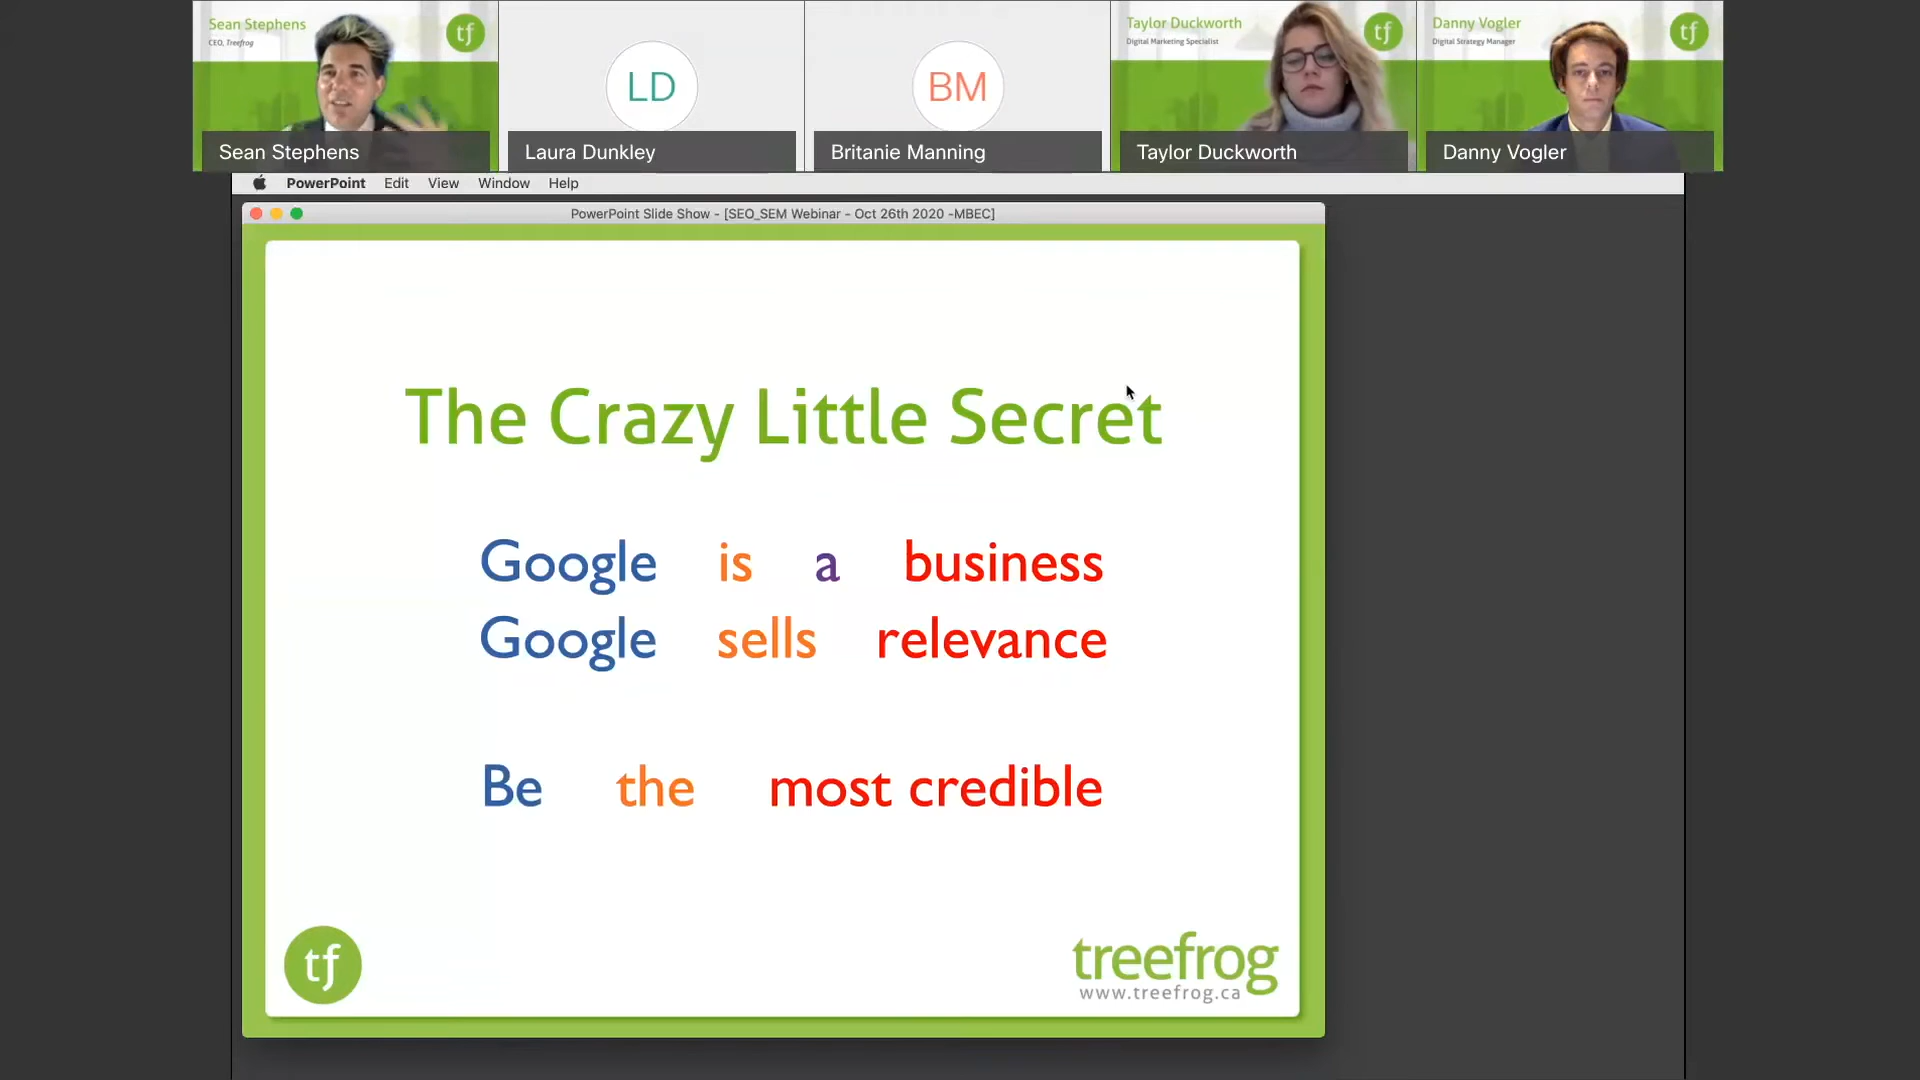 Sean Stephens
CEO, Treefrog
tf
LD
BM
Taylor Duckworth
Digital Marketing Specialist
tf
Danny Vogler
Digital Strategy Manager
tf
Sean Stephens
Laura Dunkley
Britanie Manning
Taylor Duckworth
Danny Vogler
PowerPoint Edit View Window Help
PowerPoint Slide Show - [SEO_SEM Webinar - Oct 26th 2020 -MBEC]
The Crazy Little Secret
Google is a business
Google sells relevance
Be the most credible
tf
treefrog
www.treefrog.ca